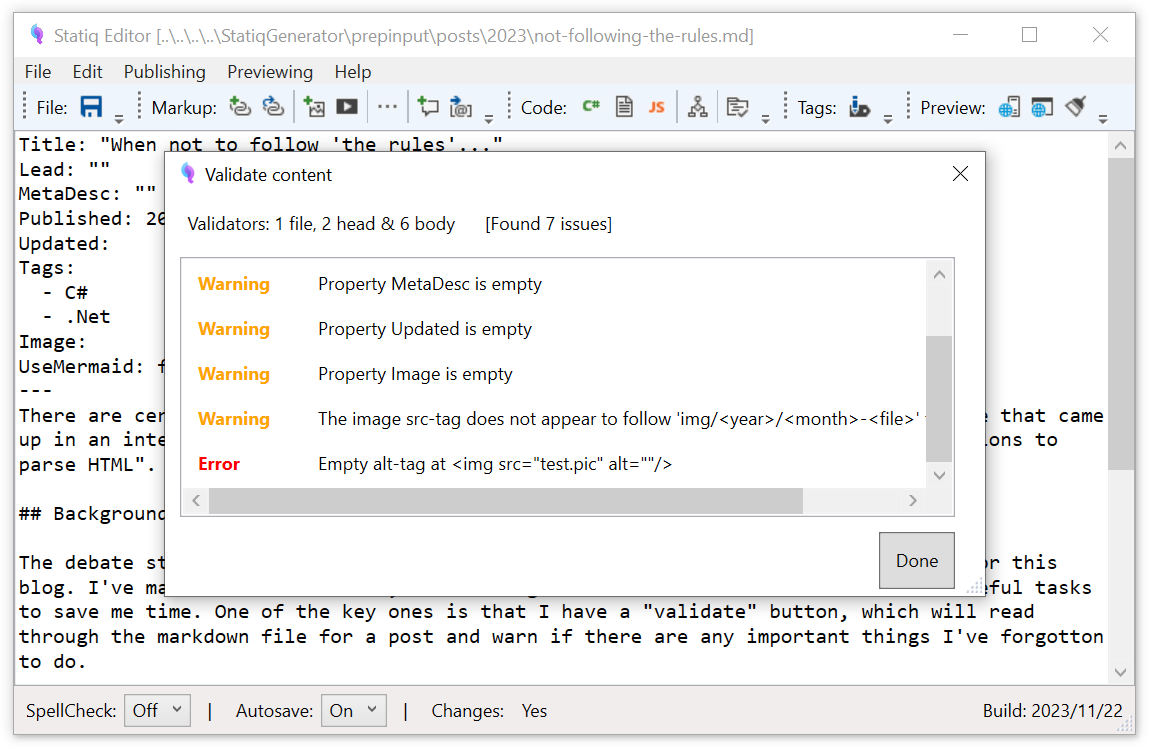 Statiq Editor [..\..\..\..\StatiqGenerator\prepinput\posts\2023\not-following-the-rules.md]
File Edit Publishing Previewing Help
File: Markup: Code: C# JS Tags: Preview:
Title: "When not to follow 'the rules'..."
Lead: ""
MetaDesc: ""
Published: 20
Updated:
Tags:
- C#
- .Net
Image:
UseMermaid: f
---
There are cer e that came
up in an inte ions to
parse HTML".
## Background
The debate st or this
blog. I've ma eful tasks
to save me time. One of the key ones is that I have a "validate" button, which will read
through the markdown file for a post and warn if there are any important things I've forgotton
to do.
Validate content
Validators: 1 file, 2 head & 6 body [Found 7 issues]
Warning Property MetaDesc is empty
Warning Property Updated is empty
Warning Property Image is empty
Warning The image src-tag does not appear to follow 'img/<year>/<month>-<file>'
Error Empty alt-tag at <img src="test.pic" alt=""/>
Done
SpellCheck: Off | Autosave: On | Changes: Yes Build: 2023/11/22